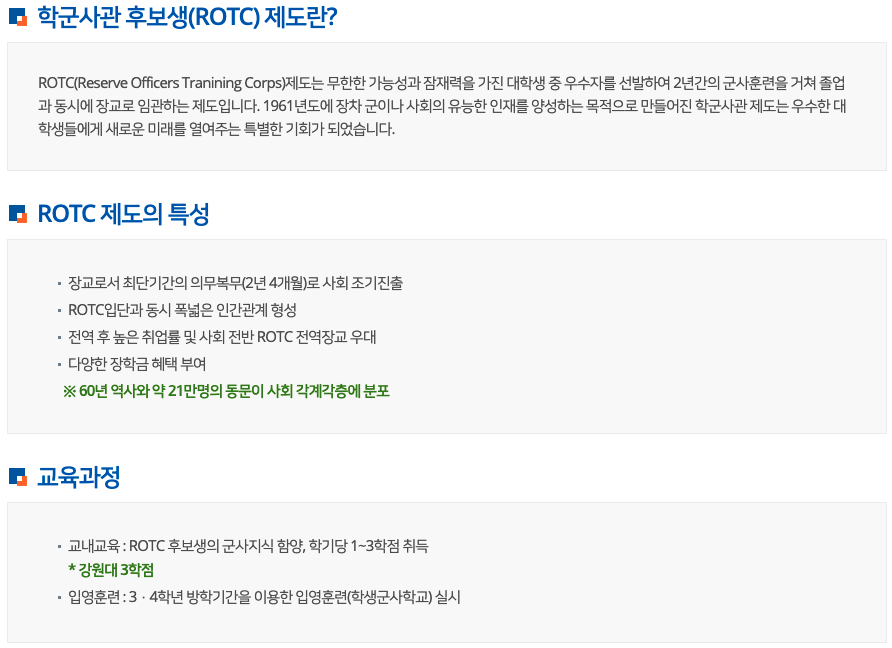 학군사관 후보생(ROTC) 제도란?
ROTC(Reserve Officers Tranining Corps)제도는 무한한 가능성과 잠재력을 가진 대학생 중 우수자를 선발하여 2년간의 군사훈련을 거쳐 졸업
과 동시에 장교로 임관하는 제도입니다. 1961년도에 장차 군이나 사회의 유능한 인재를 양성하는 목적으로 만들어진 학군사관 제도는 우수한 대
학생들에게 새로운 미래를 열여주는 특별한 기회가 되었습니다.
ROTC 제도의 특성
· 장교로서 최단기간의 의무복무(2년 4개월)로 사회 조기진출
· ROTC입단과 동시 폭넓은 인간관계 형성
· 전역 후 높은 취업률 및 사회 전반 ROTC 전역장교 우대
· 다양한 장학금 혜택 부여
※ 60년 역사와 약 21만명의 동문이 사회 각계각층에 분포
교육과정
· 교내교육 : ROTC 후보생의 군사지식 함양, 학기당 1~3학점 취득
* 강원대 3학점
· 입영훈련 : 3ㆍ4학년 방학기간을 이용한 입영훈련(학생군사학교) 실시